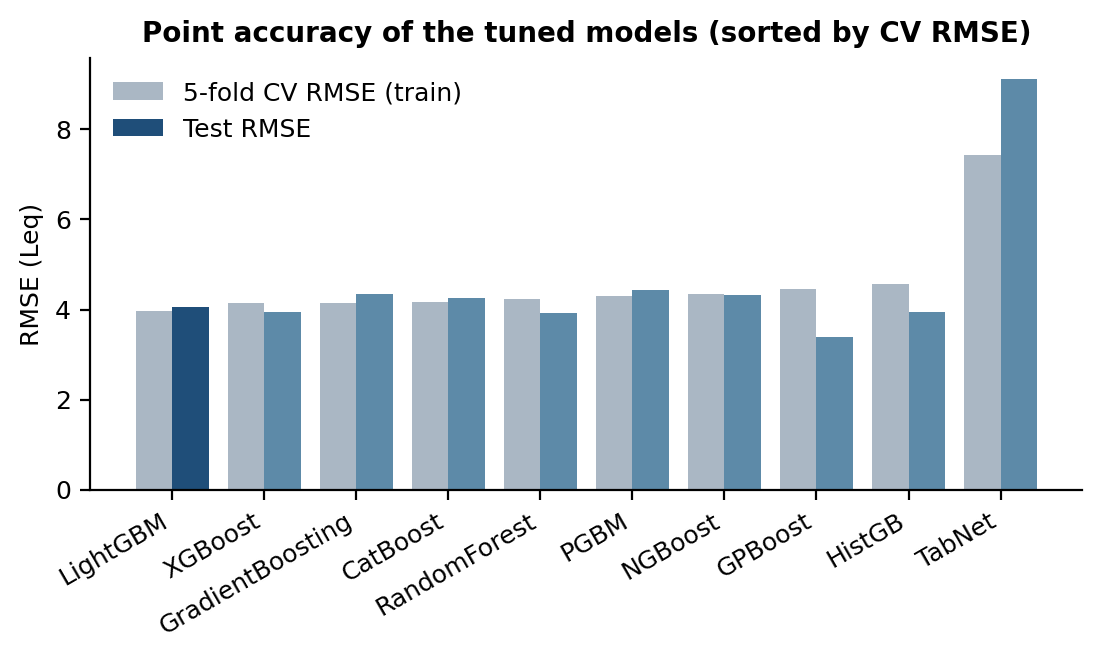 Point accuracy of the tuned models (sorted by CV RMSE)
5-fold CV RMSE (train)
Test RMSE
RMSE (Leq)
8
6
4
2
0
LightGBM
XGBoost
GradientBoosting
CatBoost
RandomForest
PGBM
NGBoost
GPBoost
HistGB
TabNet